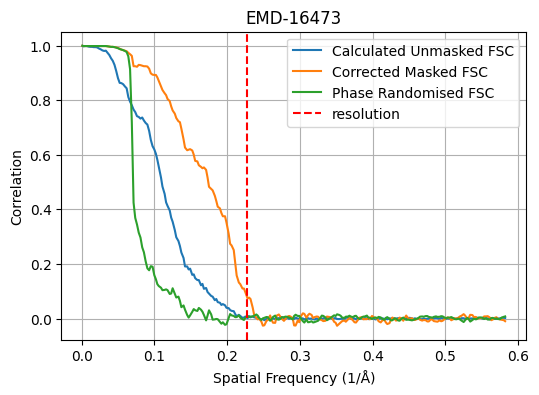 EMD-16473
1.0
0.8
0.6
0.4
0.2
0.0
Correlation
Calculated Unmasked FSC
Corrected Masked FSC
Phase Randomised FSC
resolution
0.0 0.1 0.2 0.3 0.4 0.5 0.6
Spatial Frequency (1/Å)